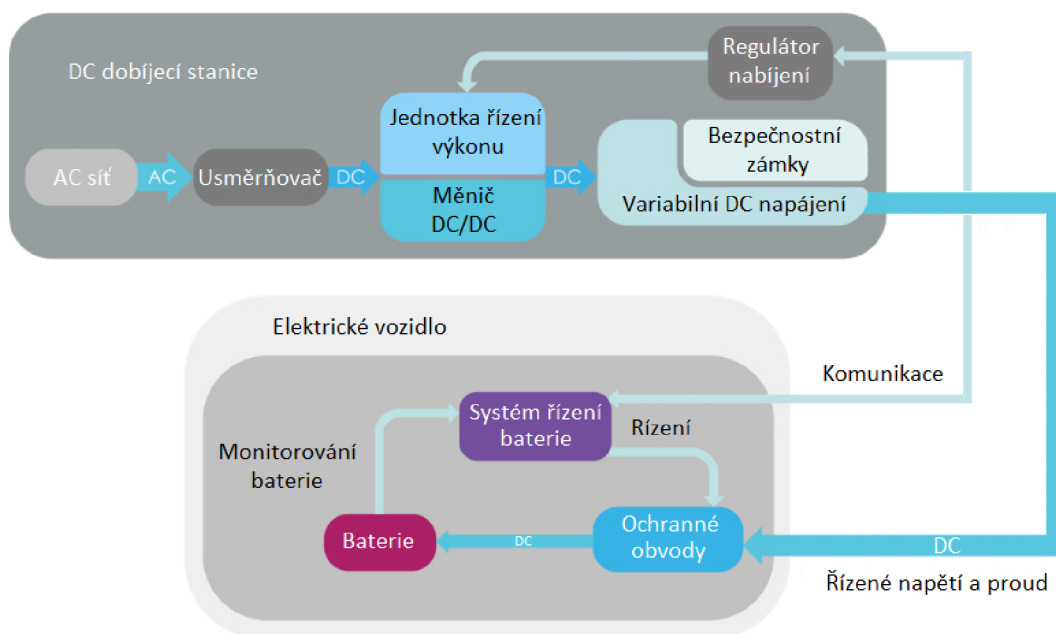 DC dobíjecí stanice
Regulátor
nabíjení
Jednotka řízení
výkonu
Bezpečnostní
zámky
AC síť
AC
Usměrňovač
DC
Měnič
DC/DC
DC
Variabilní DC napájení
Elektrické vozidlo
Komunikace
Systém řízení
baterie
Rízení
Monitorování
baterie
Baterie
DC
Ochranné
obvody
DC
Řízené napětí a proud